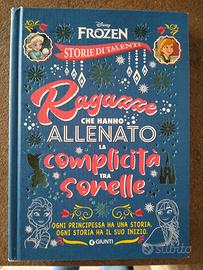 Disney
FROZEN
STORIE DI TALENTI
Ragazze
CHE HANNO
ALLENATO
LA
complicità
TRA
sorelle
OGNI PRINCIPESSA HA UNA STORIA.
OGNI STORIA HA IL SUO INIZIO.
GIUNTI
subito